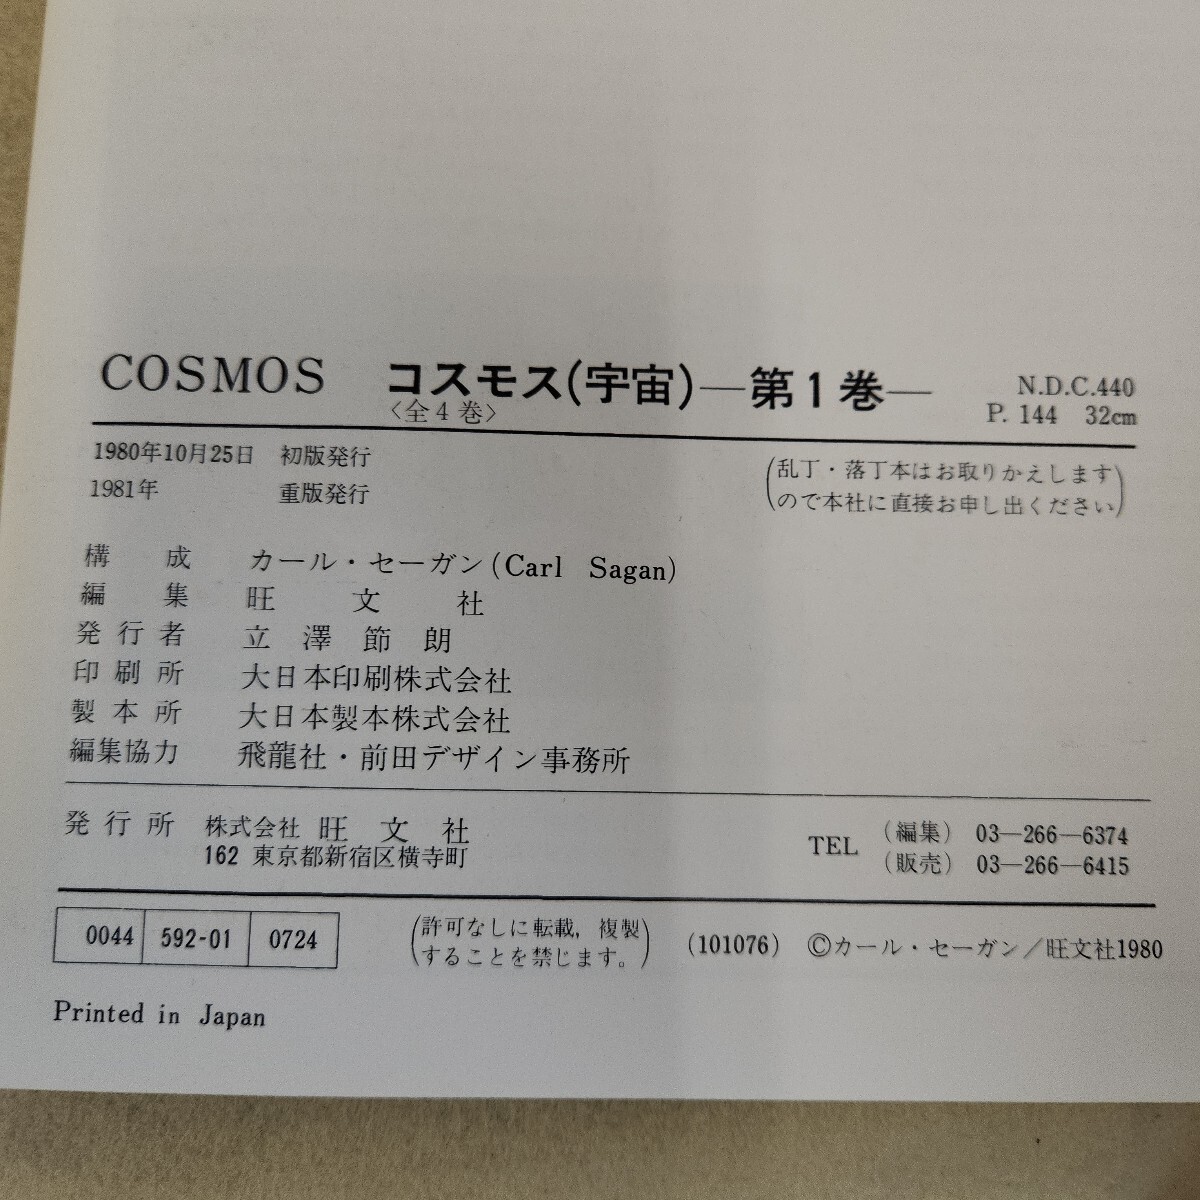 COSMOS コスモス(宇宙)―第1巻― N.D.C.440
〈全4巻〉 P. 144 32cm
1980年10月25日 初版発行
1981年 重版発行
(乱丁・落丁本はお取りかえします
ので本社に直接お申し出ください)
構成 カール・セーガン(Carl Sagan)
編集 旺文社
発行者 立澤節朗
印刷所 大日本印刷株式会社
製本所 大日本製本株式会社
編集協力 飛龍社・前田デザイン事務所
発行所 株式会社 旺文社
162 東京都新宿区横寺町
TEL (編集) 03―266―6374
(販売) 03―266―6415
0044 592-01 0724
(許可なしに転載,複製
することを禁じます。)
(101076) ©カール・セーガン/旺文社1980
Printed in Japan